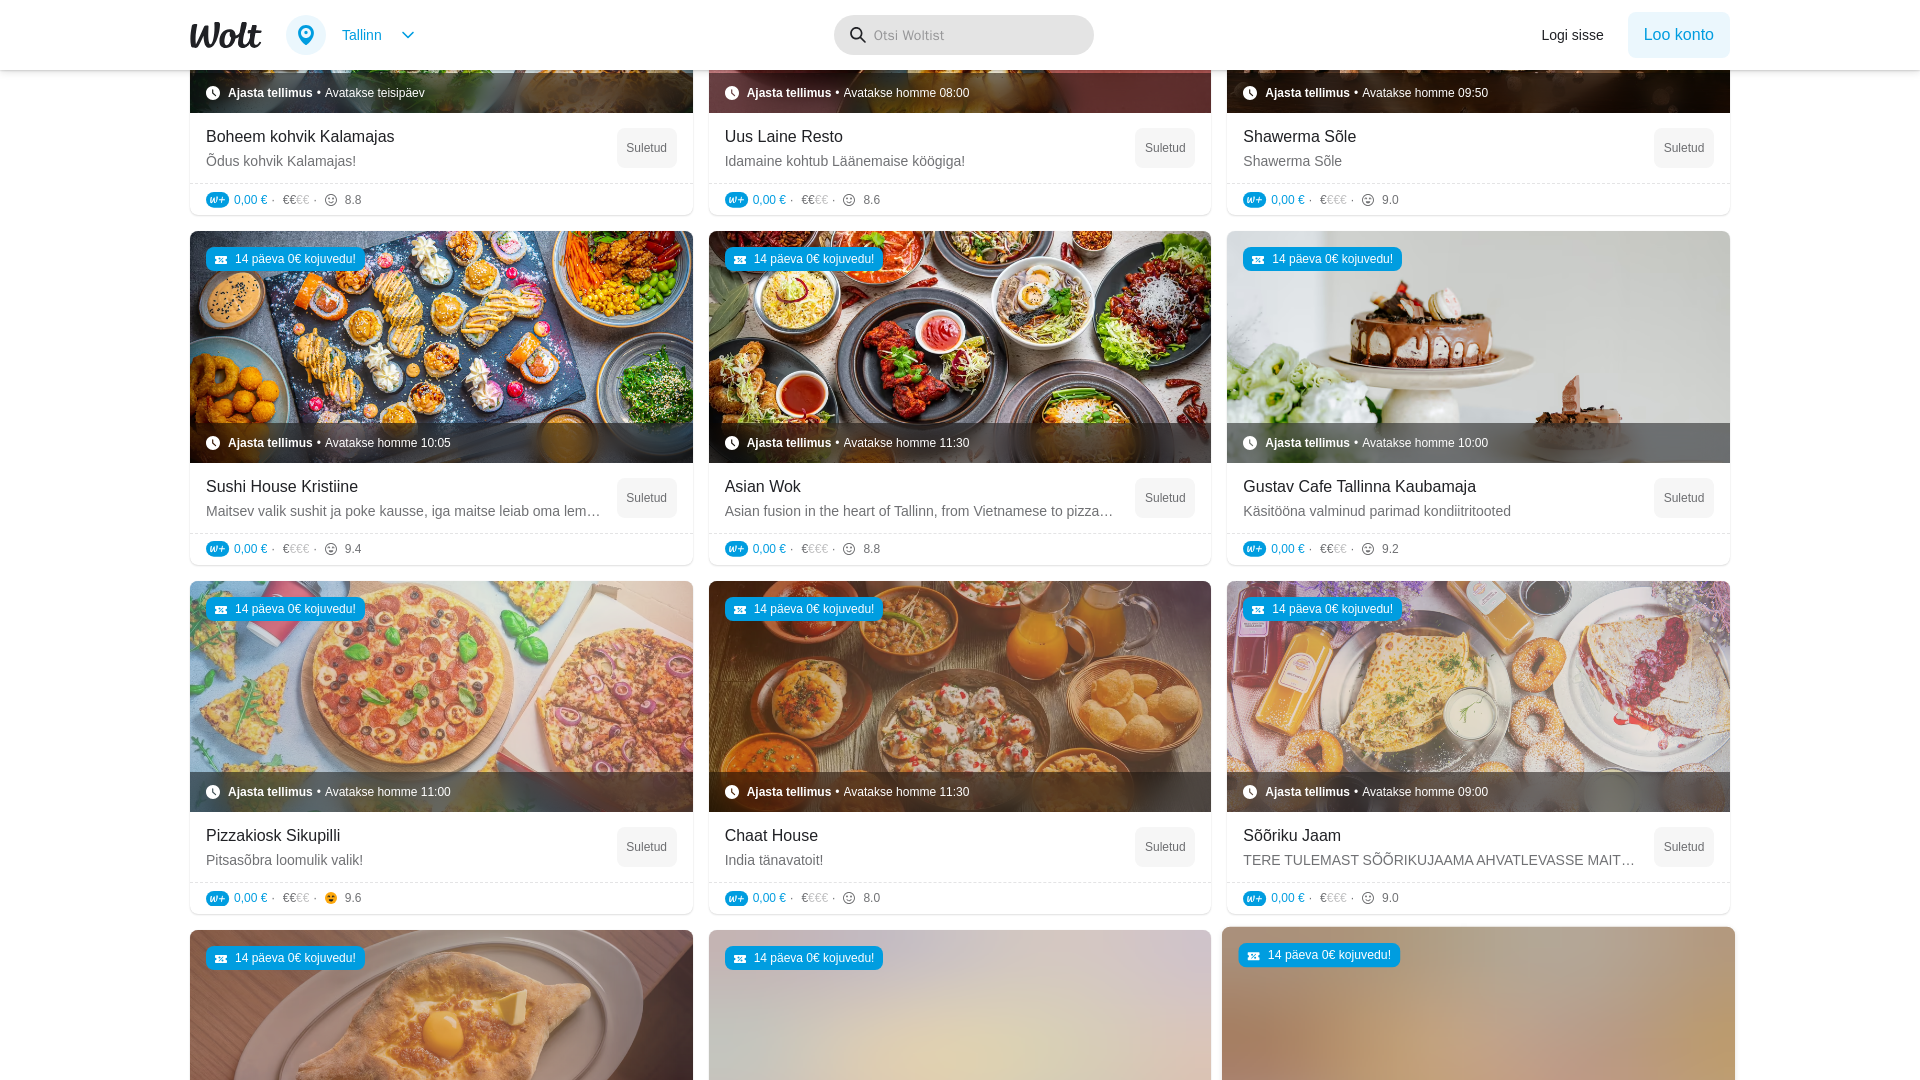 Wolt
Tallinn
Otsi Woltist
Logi sisse
Loo konto
Ajasta tellimus • Avatakse teisipäev
Ajasta tellimus • Avatakse homme 08:00
Ajasta tellimus • Avatakse homme 09:50
Boheem kohvik Kalamajas
Õdus kohvik Kalamajas!
Suletud
W+ 0,00 € · €€€€ · 8.8
Uus Laine Resto
Idamaine kohtub Läänemaise köögiga!
Suletud
W+ 0,00 € · €€€€ · 8.6
Shawerma Sõle
Shawerma Sõle
Suletud
W+ 0,00 € · €€€€ · 9.0
14 päeva 0€ kojuvedu!
Ajasta tellimus • Avatakse homme 10:05
Sushi House Kristiine
Maitsev valik sushit ja poke kausse, iga maitse leiab oma lem…
Suletud
W+ 0,00 € · €€€€ · 9.4
14 päeva 0€ kojuvedu!
Ajasta tellimus • Avatakse homme 11:30
Asian Wok
Asian fusion in the heart of Tallinn, from Vietnamese to pizza…
Suletud
W+ 0,00 € · €€€€ · 8.8
14 päeva 0€ kojuvedu!
Ajasta tellimus • Avatakse homme 10:00
Gustav Cafe Tallinna Kaubamaja
Käsitööna valminud parimad kondiitritooted
Suletud
W+ 0,00 € · €€€€ · 9.2
14 päeva 0€ kojuvedu!
Ajasta tellimus • Avatakse homme 11:00
Pizzakiosk Sikupilli
Pitsasõbra loomulik valik!
Suletud
W+ 0,00 € · €€€€ · 9.6
14 päeva 0€ kojuvedu!
Ajasta tellimus • Avatakse homme 11:30
Chaat House
India tänavatoit!
Suletud
W+ 0,00 € · €€€€ · 8.0
14 päeva 0€ kojuvedu!
Ajasta tellimus • Avatakse homme 09:00
Sõõriku Jaam
TERE TULEMAST SÕÕRIKUJAAMA AHVATLEVASSE MAIT…
Suletud
W+ 0,00 € · €€€€ · 9.0
14 päeva 0€ kojuvedu!
14 päeva 0€ kojuvedu!
14 päeva 0€ kojuvedu!